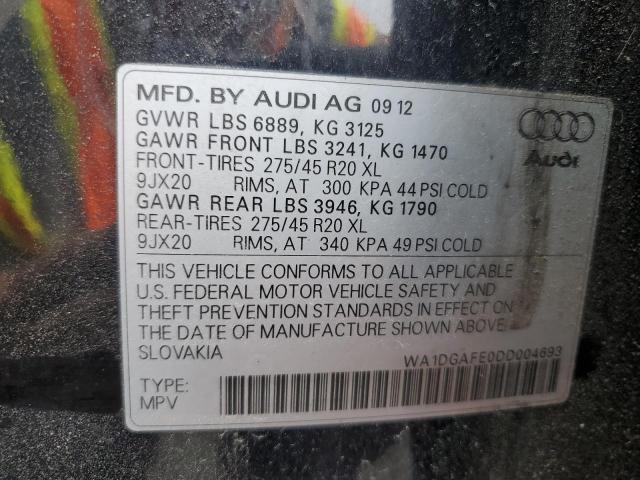 MFD. BY AUDI AG 09 12
GVWR LBS 6889, KG 3125
GAWR FRONT LBS 3241, KG 1470
FRONT-TIRES 275/45 R20 XL
9JX20 RIMS, AT 300 KPA 44 PSI COLD
GAWR REAR LBS 3946, KG 1790
REAR-TIRES 275/45 R20 XL
9JX20 RIMS, AT 340 KPA 49 PSI COLD
Audi
THIS VEHICLE CONFORMS TO ALL APPLICABLE
U.S. FEDERAL MOTOR VEHICLE SAFETY AND
THEFT PREVENTION STANDARDS IN EFFECT ON
THE DATE OF MANUFACTURE SHOWN ABOVE.
SLOVAKIA WA1DGAFE0DD004693
TYPE:
MPV